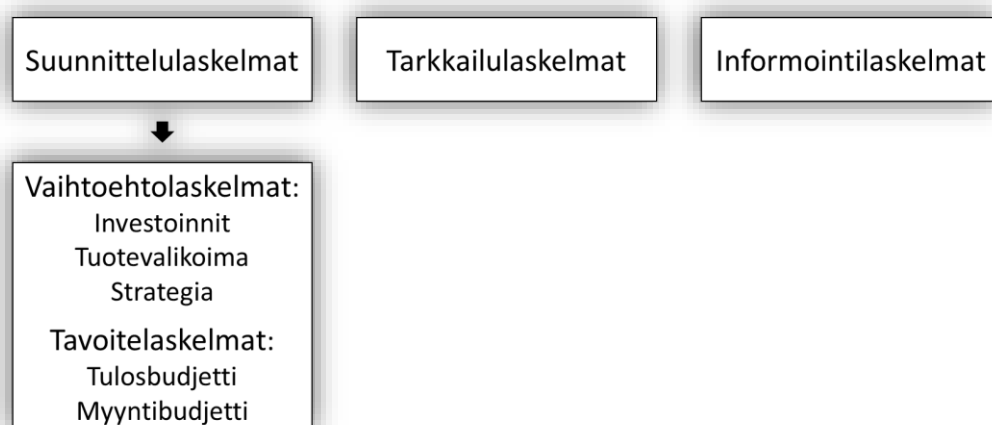 Suunnittelulaskelmat
Tarkkailulaskelmat
Informointilaskelmat
Vaihtoehtolaskelmat:
Investoinnit
Tuotevalikoima
Strategia
Tavoitelaskelmat:
Tulosbudjetti
Myyntibudjetti